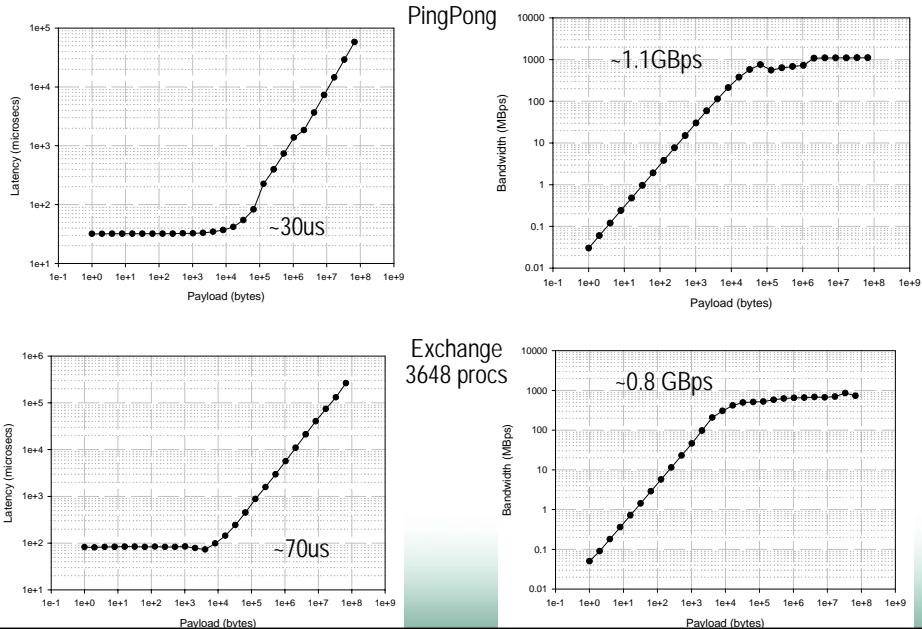 PingPong
1e+5
1e+4
1e+3
1e+2
1e+1
Latency (microsecs)
~30us
1e-1 1e+0 1e+1 1e+2 1e+3 1e+4 1e+5 1e+6 1e+7 1e+8 1e+9
Payload (bytes)
10000
1000
100
10
1
0.1
0.01
Bandwidth (MBps)
~1.1GBps
1e-1 1e+0 1e+1 1e+2 1e+3 1e+4 1e+5 1e+6 1e+7 1e+8 1e+9
Payload (bytes)
Exchange
3648 procs
1e+6
1e+5
1e+4
1e+3
1e+2
1e+1
Latency (microsecs)
~70us
1e-1 1e+0 1e+1 1e+2 1e+3 1e+4 1e+5 1e+6 1e+7 1e+8 1e+9
Payload (bytes)
10000
1000
100
10
1
0.1
0.01
Bandwidth (MBps)
~0.8 GBps
1e-1 1e+0 1e+1 1e+2 1e+3 1e+4 1e+5 1e+6 1e+7 1e+8 1e+9
Payload (bytes)